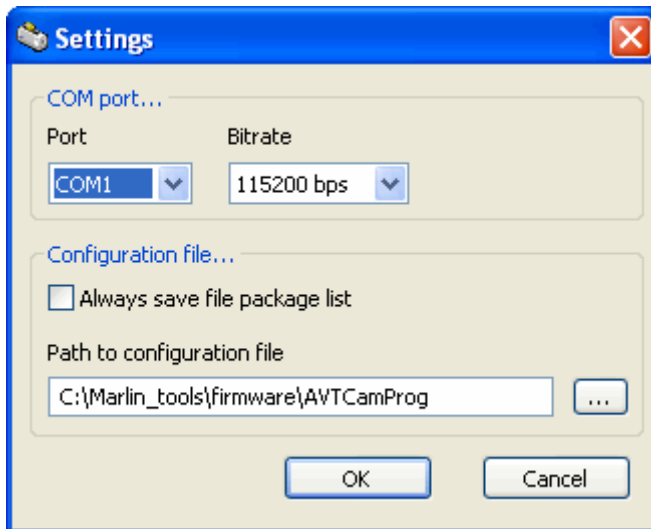 Settings
COM port...
Port Bitrate
COM1 115200 bps
Configuration file...
Always save file package list
Path to configuration file
C:\Marlin_tools\firmware\AVTCamProg
...
OK Cancel